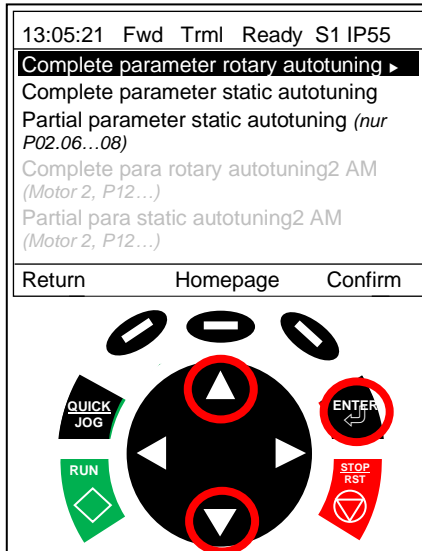 13:05:21 Fwd Trml Ready S1 IP55
Complete parameter rotary autotuning ▸
Complete parameter static autotuning
Partial parameter static autotuning (nur
P02.06…08)
Complete para rotary autotuning2 AM
(Motor 2, P12…)
Partial para static autotuning2 AM
(Motor 2, P12…)
Return Homepage Confirm
QUICK
JOG
ENTER
RUN
STOP
RST